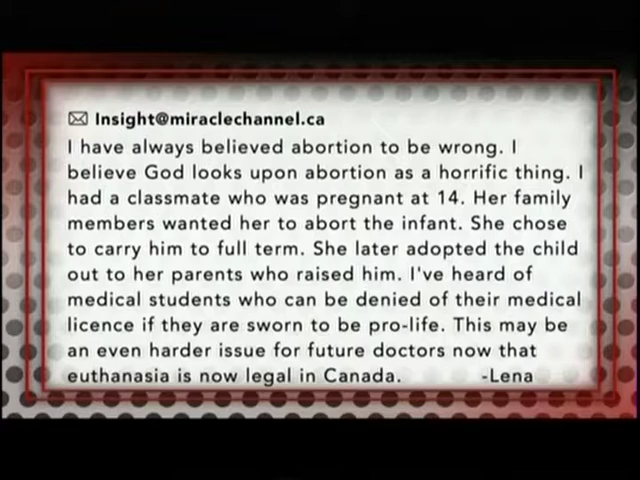 Insight@miraclechannel.ca
I have always believed abortion to be wrong. I
believe God looks upon abortion as a horrific thing. I
had a classmate who was pregnant at 14. Her family
members wanted her to abort the infant. She chose
to carry him to full term. She later adopted the child
out to her parents who raised him. I've heard of
medical students who can be denied of their medical
licence if they are sworn to be pro-life. This may be
an even harder issue for future doctors now that
euthanasia is now legal in Canada. -Lena